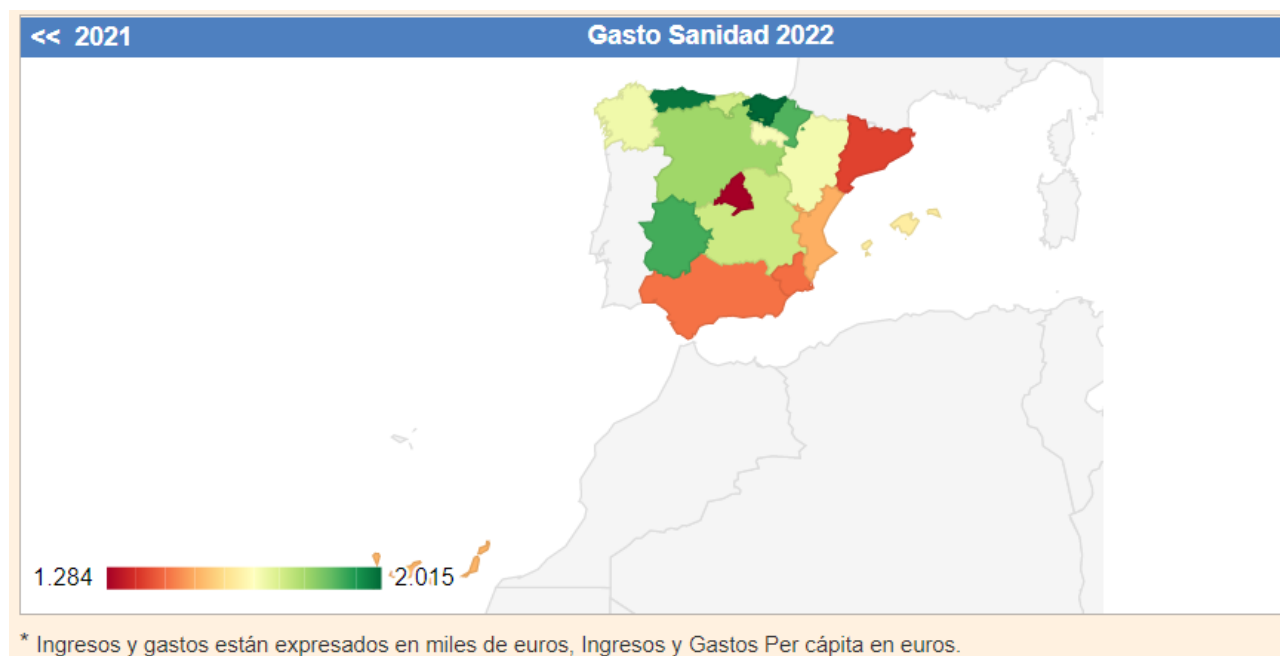 << 2021
Gasto Sanidad 2022
1.284
2.015
* Ingresos y gastos están expresados en miles de euros, Ingresos y Gastos Per cápita en euros.